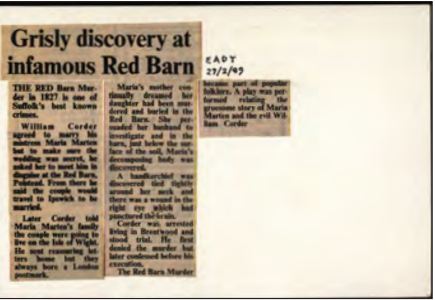 Grisly discovery at
infamous Red Barn
EADT
THE RED Barn Mur-
der in 1827 is one of
Suffolk's best known
crimes.
William Corder
agreed to marry his
mistress Maria Marten
but to make sure the
wedding was secret, he
asked her to meet him in
disguise at the Red Barn,
Polstead. From there he
said the couple would
travel to Ipswich to be
married.
Later Corder told
Maria Marten's family
the couple were going to
live on the Isle of Wight.
He sent reassuring let-
ters home but they
always bore a London
postmark.
Maria's mother con-
tinually dreamed her
daughter had been mur-
dered and buried in the
Red Barn. She per-
suaded her husband to
investigate and in the
barn, just below the sur-
face of the soil, Maria's
decomposing body was
discovered.
A handkerchief was
discovered tied tightly
around her neck and
there was a wound in the
right eye which had
punctured the brain.
Corder was arrested
living in Brentwood and
stood trial. He first
denied the murder but
later confessed before his
execution.
The Red Barn Murder
became part of popular
folklore. A play was per-
formed relating the
gruesome story of Maria
Marten and the evil Wil-
liam Corder